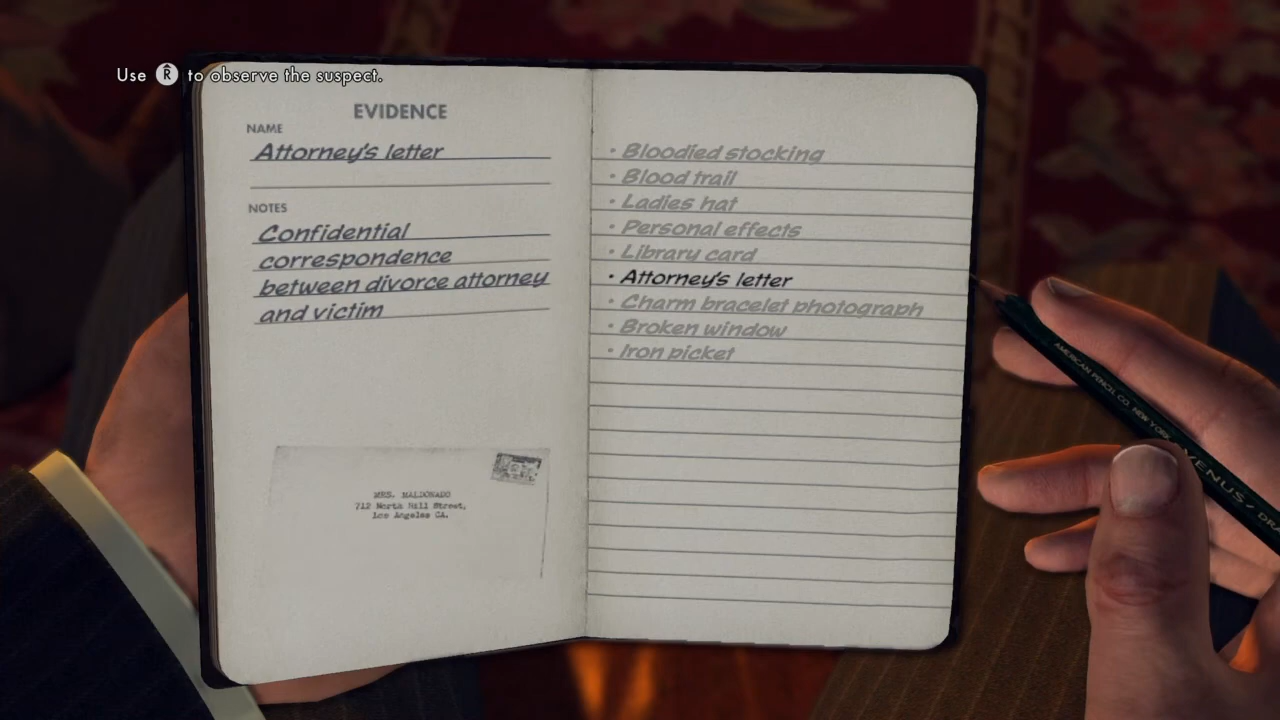 Use R to observe the suspect.
EVIDENCE
NAME
Attorney's letter
NOTES
Confidential
correspondence
between divorce attorney
and victim
MRS. MALDONADO
712 North Hill Street,
Los Angeles CA.
• Bloodied stocking
• Blood trail
• Ladies hat
• Personal effects
• Library card
• Attorney's letter
• Charm bracelet photograph
• Broken window
• Iron picket
AMERICAN PENCIL CO. NEW YORK VENUS / DRA